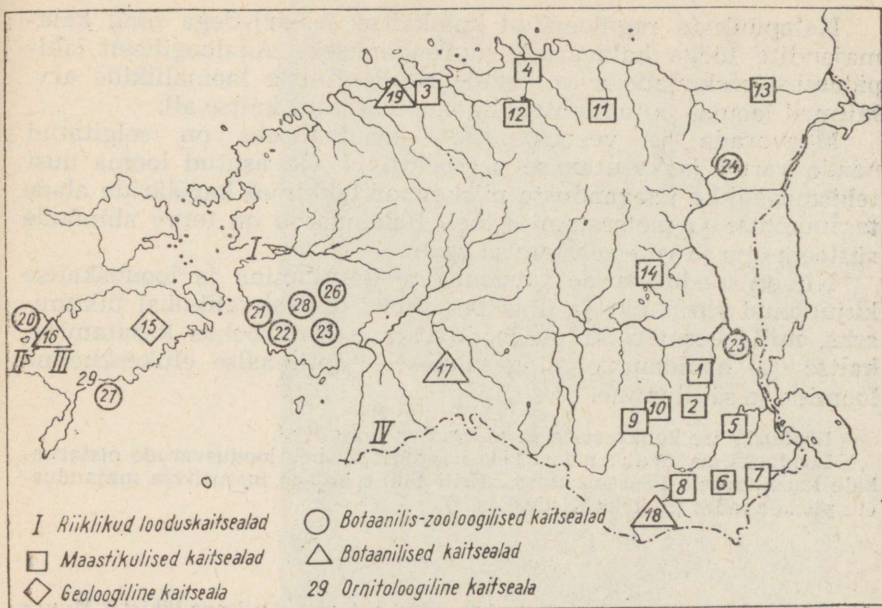 4
13
19
3
12
11
24
14
I
26
28
21
22
23
20
16
15
25
II
III
1
17
29
27
10
2
9
5
IV
8
6
7
18
I Riiklikud looduskaitsealad
Maastikulised kaitsealad
Geoloogiline kaitseala
Botaanilis-zooloogilised kaitsealad
Botaanilised kaitsealad
29 Ornitoloogiline kaitseala